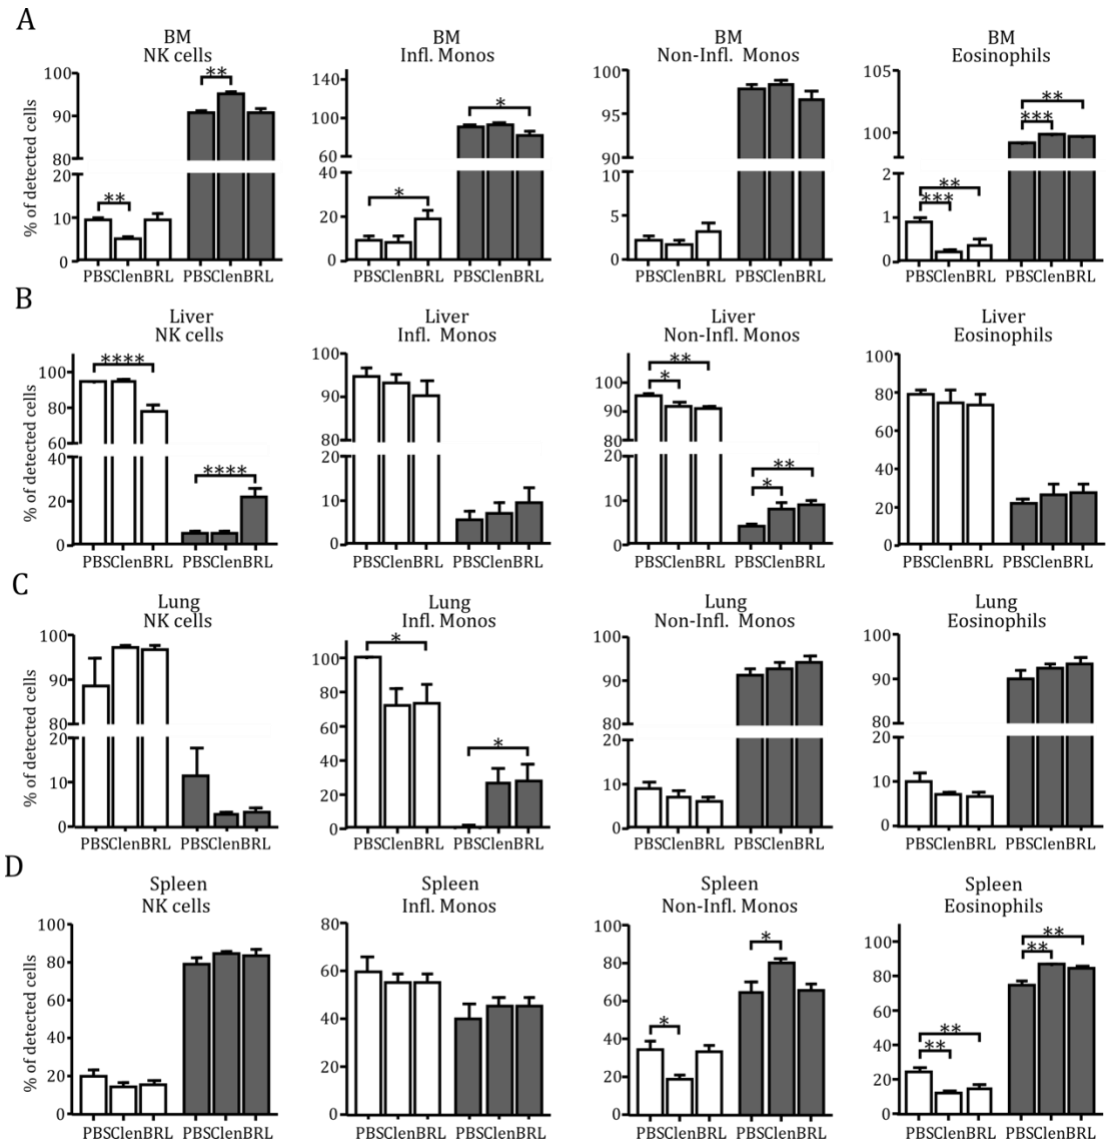 A
BM
NK cells
BM
Infl. Monos
BM
Non-Infl. Monos
BM
Eosinophils
% of detected cells
100
90
80
20
10
0
**
**
PBSClenBRL PBSClenBRL
140
100
60
40
20
0
*
*
PBSClenBRL PBSClenBRL
100
95
90
10
5
0
PBSClenBRL PBSClenBRL
105
100
2
1
0
**
***
**
***
PBSClenBRL PBSClenBRL
B
Liver
NK cells
Liver
Infl. Monos
Liver
Non-Infl. Monos
Liver
Eosinophils
% of detected cells
100
80
60
40
20
0
****
****
PBSClenBRL PBSClenBRL
100
90
80
20
10
0
PBSClenBRL PBSClenBRL
100
90
80
20
10
0
**
*
**
*
PBSClenBRL PBSClenBRL
80
60
40
20
0
PBSClenBRL PBSClenBRL
C
Lung
NK cells
Lung
Infl. Monos
Lung
Non-Infl. Monos
Lung
Eosinophils
% of detected cells
100
90
80
20
10
0
PBSClenBRL PBSClenBRL
100
80
60
40
20
0
*
*
PBSClenBRL PBSClenBRL
100
90
80
20
10
0
PBSClenBRL PBSClenBRL
100
90
80
20
10
0
PBSClenBRL PBSClenBRL
D
Spleen
NK cells
Spleen
Infl. Monos
Spleen
Non-Infl. Monos
Spleen
Eosinophils
% of detected cells
100
80
60
40
20
0
PBSClenBRL PBSClenBRL
80
60
40
20
0
PBSClenBRL PBSClenBRL
100
80
60
40
20
0
*
*
PBSClenBRL PBSClenBRL
100
80
60
40
20
0
**
**
**
**
PBSClenBRL PBSClenBRL